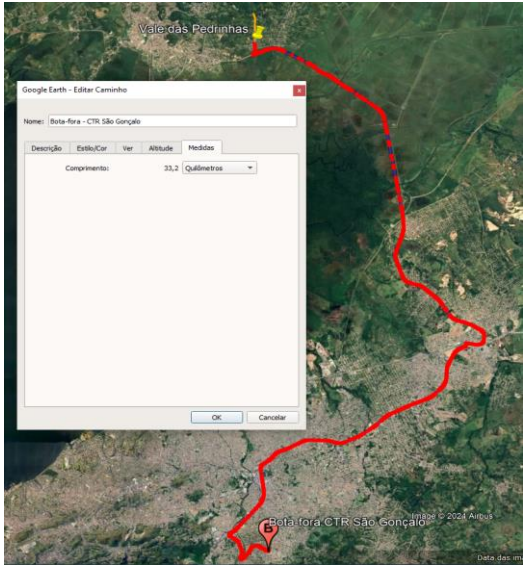 Vale das Pedrinhas
Google Earth - Editar Caminho
x
Nome: Bota-fora - CTR São Gonçalo
Descrição Estilo/Cor Ver Altitude Medidas
Comprimento: 33,2 Quilômetros
OK Cancelar
B
Bota-fora CTR São Gonçalo
Image © 2024 Airbus
Data das im